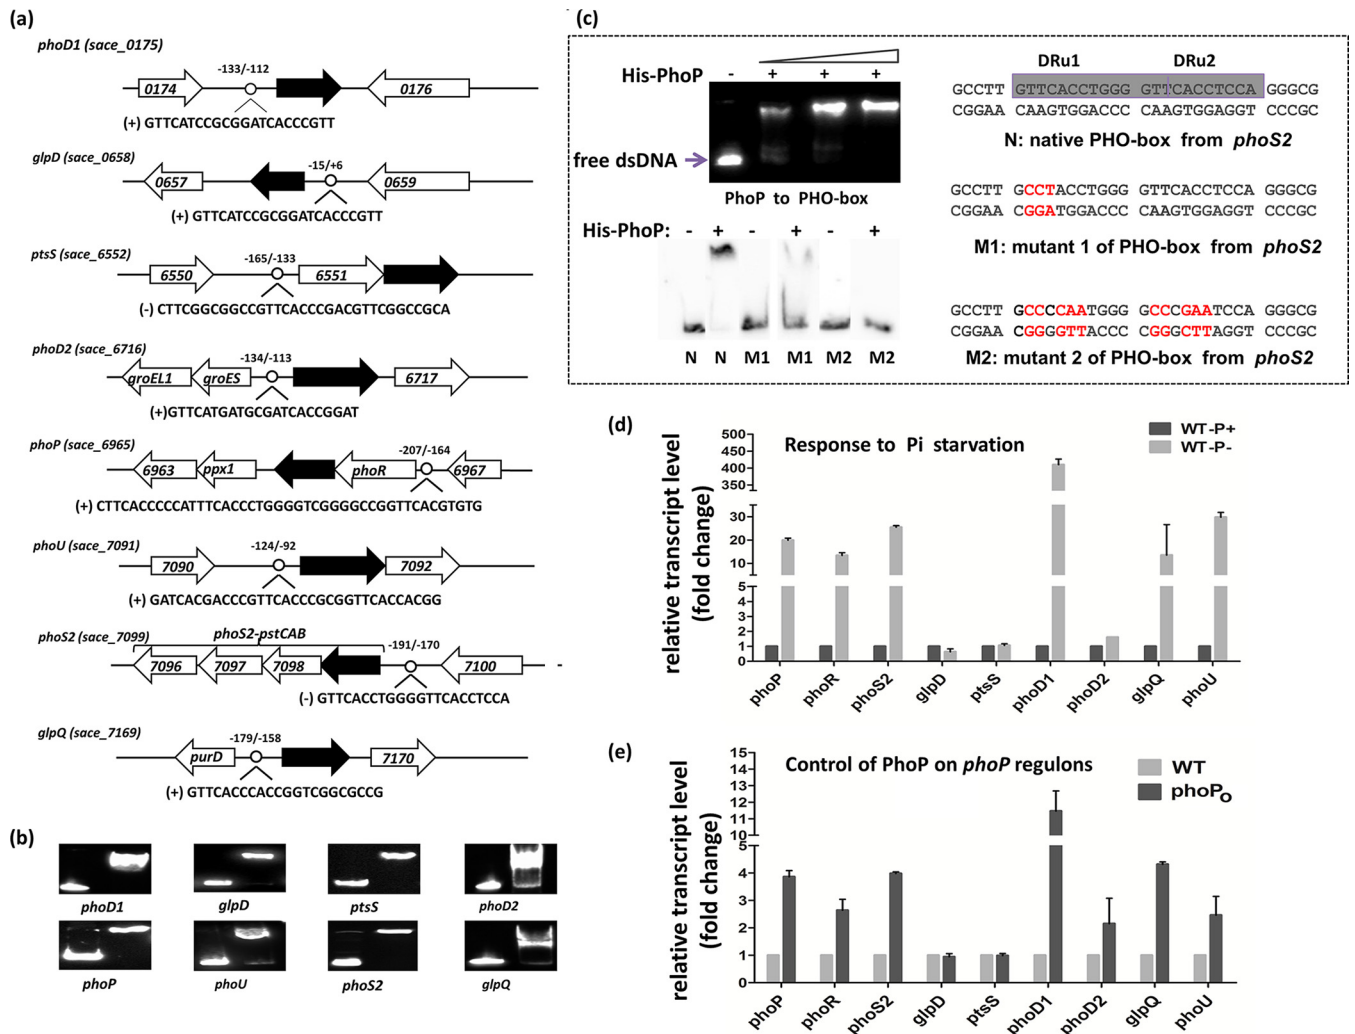 (a)
phoD1 (sace_0175)
-133/-112
0174
0176
(+) GTTCATCCGCGGATCACCCGTT
glpD (sace_0658)
-15/+6
0657
0659
(+) GTTCATCCGCGGATCACCCGTT
ptsS (sace_6552)
-165/-133
6550
6551
(-) CTTCGGCGGCCGTTCACCCGACGTTCGGCCGCA
phoD2 (sace_6716)
-134/-113
groEL1
groES
6717
(+)GTTCATGATGCGATCACCGGAT
phoP (sace_6965)
-207/-164
6963
ppx1
phoR
6967
(+) CTTCACCCCCATTTCACCCTGGGGTCGGGGCCGGTTCACGTGTG
phoU (sace_7091)
-124/-92
7090
7092
(+) GATCACGACCCGTTCACCCGCGGTTCACCACGG
phoS2 (sace_7099)
phoS2-pstCAB
-191/-170
7096
7097
7098
7100
(-) GTTCACCTGGGGTTCACCTCCA
glpQ (sace_7169)
-179/-158
purD
7170
(+) GTTCACCCACCGGTCGGCGCCG
(b)
phoD1
glpD
ptsS
phoD2
phoP
phoU
phoS2
glpQ
(c)
His-PhoP - + + +
free dsDNA
PhoP to PHO-box
His-PhoP: - + - + - +
N N M1 M1 M2 M2
DRu1 DRu2
GCCTT GTTCACCTGGG GTTCACCTCCA GGGCG
CGGAA CAAGTGGACCC CAAGTGGAGGT CCCGC
N: native PHO-box from phoS2
GCCTT GCCTACCTGGG GTTCACCTCCA GGGCG
CGGAAC CGGATGGACCC CAAGTGGAGGT CCCGC
M1: mutant 1 of PHO-box from phoS2
GCCTT GCCCCAATGGG GCCCGAATCCA GGGCG
CGGAA CGGGGTTACCC CGGGCTTAGGT CCCGC
M2: mutant 2 of PHO-box from phoS2
(d)
Response to Pi starvation
WT-P+
WT-P-
relative transcript level
(fold change)
500
450
400
350
30
20
10
6
5
4
3
2
1
0
phoP
phoR
phoS2
glpD
ptsS
phoD1
phoD2
glpQ
phoU
(e)
Control of PhoP on phoP regulons
WT
phoPO
relative transcript level
(fold change)
15
14
13
12
11
10
5
4
3
2
1
0
phoP
phoR
phoS2
glpD
ptsS
phoD1
phoD2
glpQ
phoU